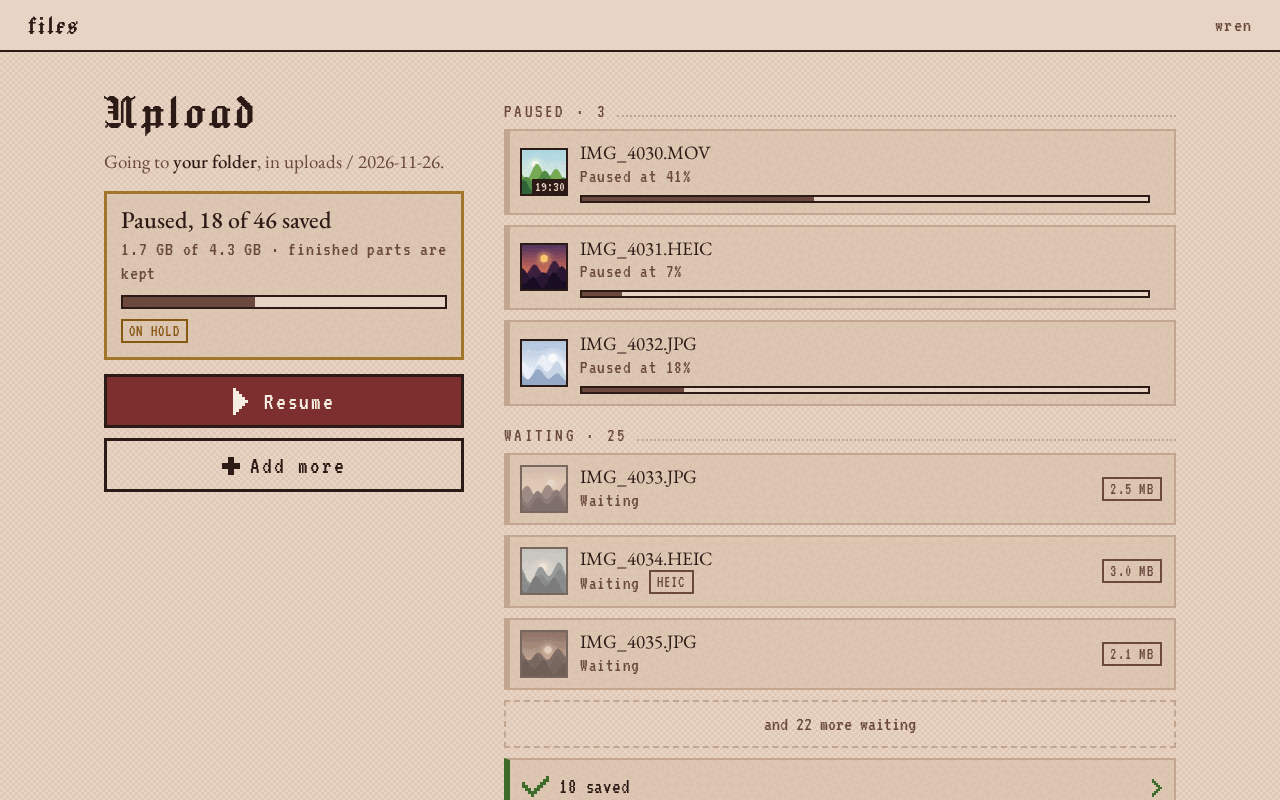 files
wren
Upload
Going to your folder, in uploads / 2026-11-26.
Paused, 18 of 46 saved
1.7 GB of 4.3 GB · finished parts are
kept
ON HOLD
Resume
Add more
PAUSED · 3
19:30
IMG_4030.MOV
Paused at 41%
IMG_4031.HEIC
Paused at 7%
IMG_4032.JPG
Paused at 18%
WAITING · 25
IMG_4033.JPG
Waiting
2.5 MB
IMG_4034.HEIC
Waiting HEIC
3.0 MB
IMG_4035.JPG
Waiting
2.1 MB
and 22 more waiting
18 saved